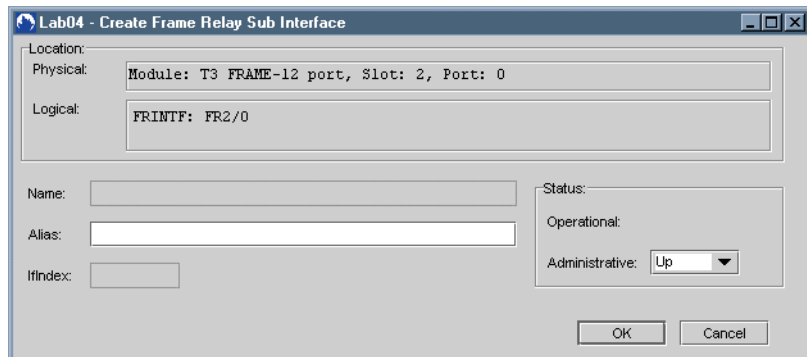 Lab04 - Create Frame Relay Sub Interface
Location:
Physical:
Module: T3 FRAME-12 port, Slot: 2, Port: 0
Logical:
FRINTF: FR2/0
Name:
Alias:
IfIndex:
Status:
Operational:
Administrative: Up
OK Cancel